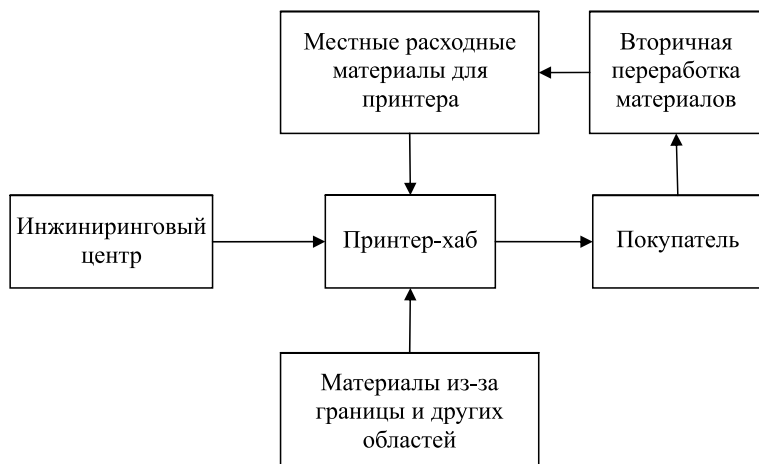 Местные расходные
материалы для
принтера
Вторичная
переработка
материалов
Инжиниринговый
центр
Принтер-хаб
Покупатель
Материалы из-за
границы и других
областей